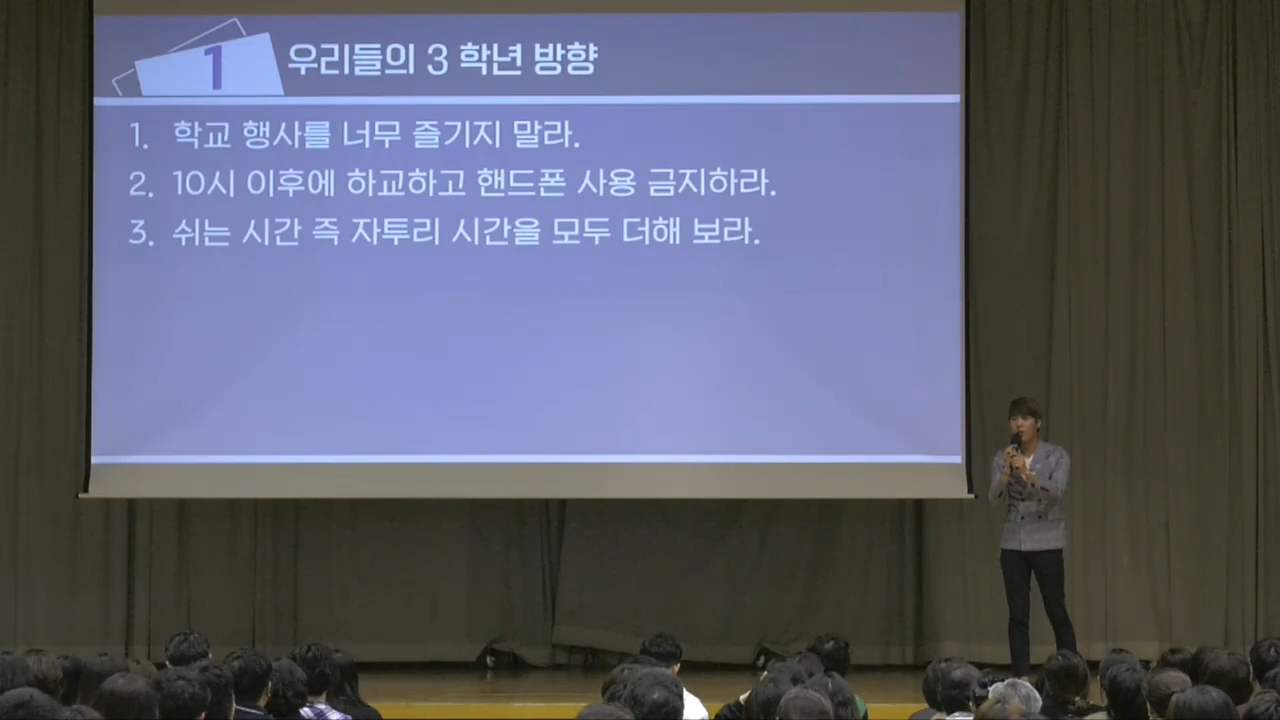 1 우리들의 3 학년 방향
1. 학교 행사를 너무 즐기지 말라.
2. 10시 이후에 하교하고 핸드폰 사용 금지하라.
3. 쉬는 시간 즉 자투리 시간을 모두 더해 보라.